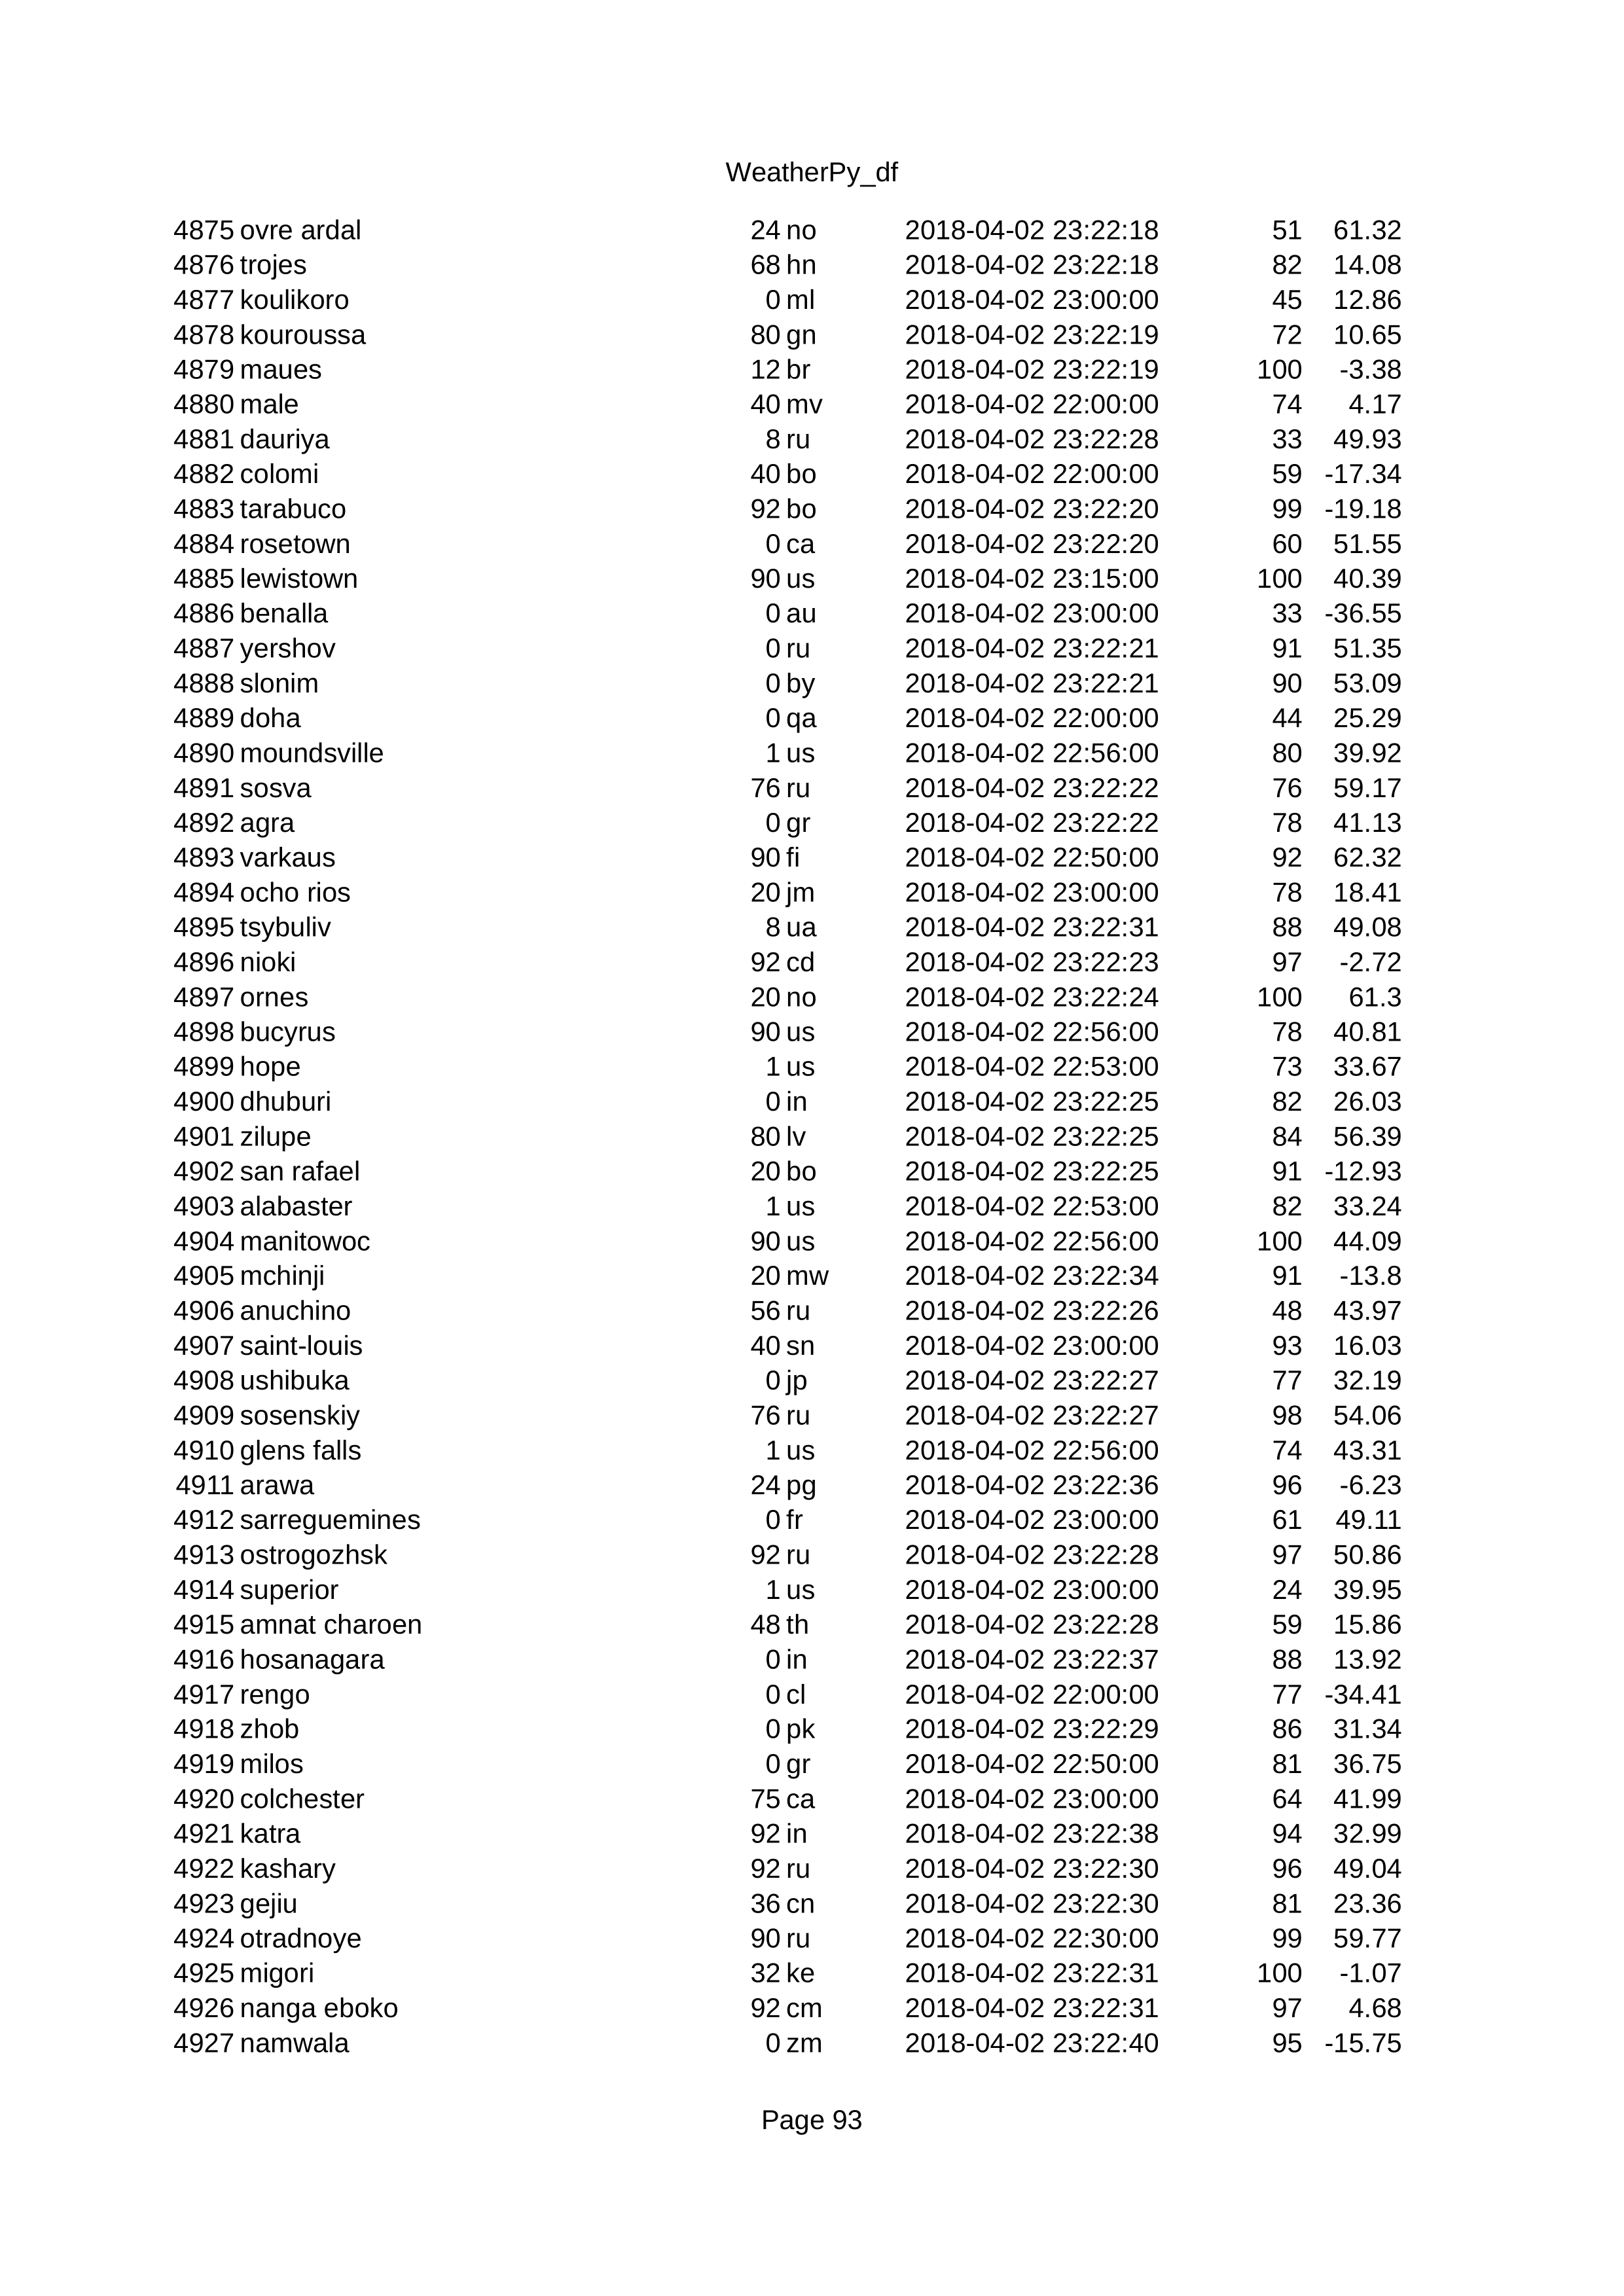 WeatherPy_df
4875 ovre ardal 24 no 2018-04-02 23:22:18 51 61.32
4876 trojes 68 hn 2018-04-02 23:22:18 82 14.08
4877 koulikoro 0 ml 2018-04-02 23:00:00 45 12.86
4878 kouroussa 80 gn 2018-04-02 23:22:19 72 10.65
4879 maues 12 br 2018-04-02 23:22:19 100 -3.38
4880 male 40 mv 2018-04-02 22:00:00 74 4.17
4881 dauriya 8 ru 2018-04-02 23:22:28 33 49.93
4882 colomi 40 bo 2018-04-02 22:00:00 59 -17.34
4883 tarabuco 92 bo 2018-04-02 23:22:20 99 -19.18
4884 rosetown 0 ca 2018-04-02 23:22:20 60 51.55
4885 lewistown 90 us 2018-04-02 23:15:00 100 40.39
4886 benalla 0 au 2018-04-02 23:00:00 33 -36.55
4887 yershov 0 ru 2018-04-02 23:22:21 91 51.35
4888 slonim 0 by 2018-04-02 23:22:21 90 53.09
4889 doha 0 qa 2018-04-02 22:00:00 44 25.29
4890 moundsville 1 us 2018-04-02 22:56:00 80 39.92
4891 sosva 76 ru 2018-04-02 23:22:22 76 59.17
4892 agra 0 gr 2018-04-02 23:22:22 78 41.13
4893 varkaus 90 fi 2018-04-02 22:50:00 92 62.32
4894 ocho rios 20 jm 2018-04-02 23:00:00 78 18.41
4895 tsybuliv 8 ua 2018-04-02 23:22:31 88 49.08
4896 nioki 92 cd 2018-04-02 23:22:23 97 -2.72
4897 ornes 20 no 2018-04-02 23:22:24 100 61.3
4898 bucyrus 90 us 2018-04-02 22:56:00 78 40.81
4899 hope 1 us 2018-04-02 22:53:00 73 33.67
4900 dhuburi 0 in 2018-04-02 23:22:25 82 26.03
4901 zilupe 80 lv 2018-04-02 23:22:25 84 56.39
4902 san rafael 20 bo 2018-04-02 23:22:25 91 -12.93
4903 alabaster 1 us 2018-04-02 22:53:00 82 33.24
4904 manitowoc 90 us 2018-04-02 22:56:00 100 44.09
4905 mchinji 20 mw 2018-04-02 23:22:34 91 -13.8
4906 anuchino 56 ru 2018-04-02 23:22:26 48 43.97
4907 saint-louis 40 sn 2018-04-02 23:00:00 93 16.03
4908 ushibuka 0 jp 2018-04-02 23:22:27 77 32.19
4909 sosenskiy 76 ru 2018-04-02 23:22:27 98 54.06
4910 glens falls 1 us 2018-04-02 22:56:00 74 43.31
4911 arawa 24 pg 2018-04-02 23:22:36 96 -6.23
4912 sarreguemines 0 fr 2018-04-02 23:00:00 61 49.11
4913 ostrogozhsk 92 ru 2018-04-02 23:22:28 97 50.86
4914 superior 1 us 2018-04-02 23:00:00 24 39.95
4915 amnat charoen 48 th 2018-04-02 23:22:28 59 15.86
4916 hosanagara 0 in 2018-04-02 23:22:37 88 13.92
4917 rengo 0 cl 2018-04-02 22:00:00 77 -34.41
4918 zhob 0 pk 2018-04-02 23:22:29 86 31.34
4919 milos 0 gr 2018-04-02 22:50:00 81 36.75
4920 colchester 75 ca 2018-04-02 23:00:00 64 41.99
4921 katra 92 in 2018-04-02 23:22:38 94 32.99
4922 kashary 92 ru 2018-04-02 23:22:30 96 49.04
4923 gejiu 36 cn 2018-04-02 23:22:30 81 23.36
4924 otradnoye 90 ru 2018-04-02 22:30:00 99 59.77
4925 migori 32 ke 2018-04-02 23:22:31 100 -1.07
4926 nanga eboko 92 cm 2018-04-02 23:22:31 97 4.68
4927 namwala 0 zm 2018-04-02 23:22:40 95 -15.75
Page 93